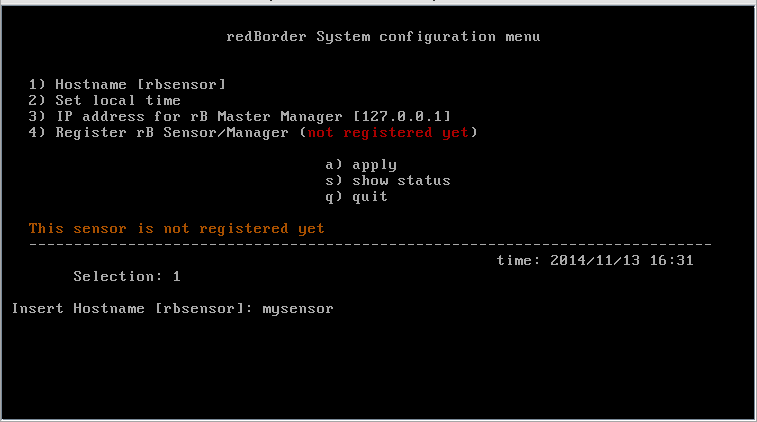 redBorder System configuration menu
1) Hostname [rbsensor]
2) Set local time
3) IP address for rB Master Manager [127.0.0.1]
4) Register rB Sensor/Manager (not registered yet)
a) apply
s) show status
q) quit
This sensor is not registered yet
-----------------------------------------------------------------------------
time: 2014/11/13 16:31
Selection: 1
Insert Hostname [rbsensor]: mysensor